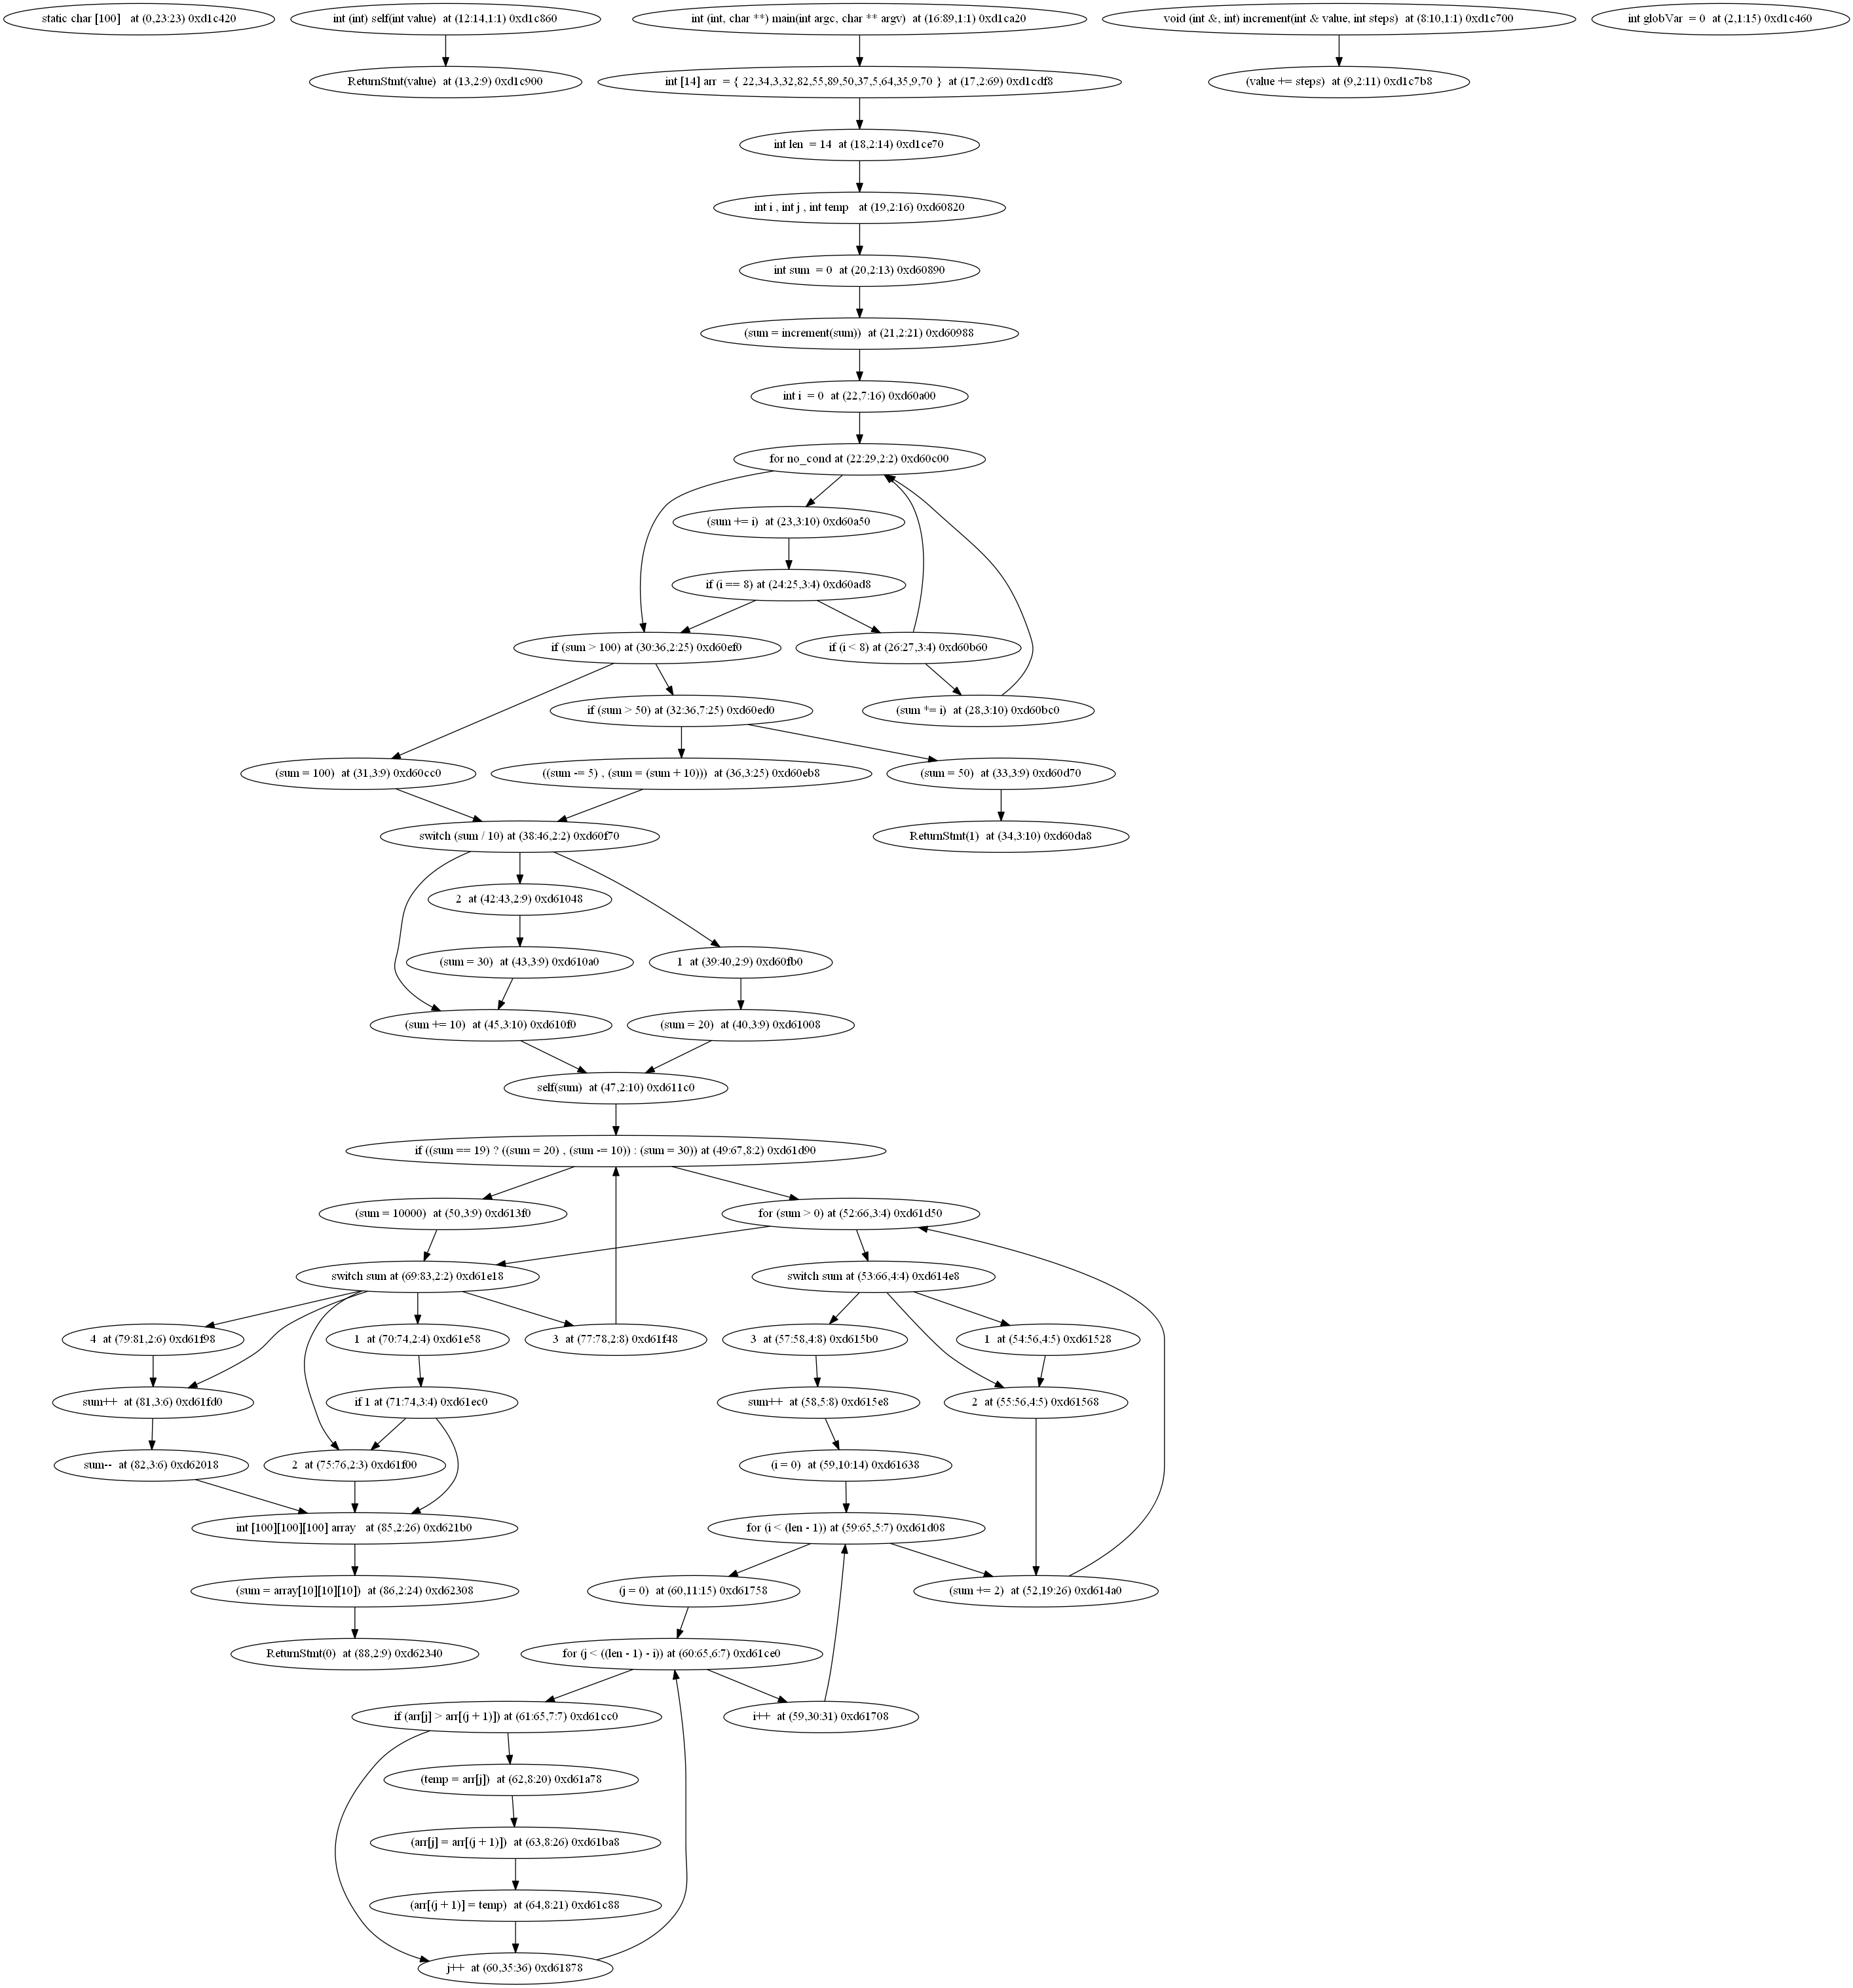 static char [100]   at (0,23:23) 0xd1c420
int (int) self(int value)  at (12:14,1:1) 0xd1c860
int (int, char **) main(int argc, char ** argv)  at (16:89,1:1) 0xd1ca20
void (int &, int) increment(int & value, int steps)  at (8:10,1:1) 0xd1c700
int globVar  = 0  at (2,1:15) 0xd1c460
ReturnStmt(value)  at (13,2:9) 0xd1c900
int [14] arr  = { 22,34,3,32,82,55,89,50,37,5,64,35,9,70 }  at (17,2:69) 0xd1cdf8
(value += steps)  at (9,2:11) 0xd1c7b8
int len  = 14  at (18,2:14) 0xd1ce70
int i , int j , int temp   at (19,2:16) 0xd60820
int sum  = 0  at (20,2:13) 0xd60890
(sum = increment(sum))  at (21,2:21) 0xd60988
int i  = 0  at (22,7:16) 0xd60a00
for no_cond at (22:29,2:2) 0xd60c00
(sum += i)  at (23,3:10) 0xd60a50
if (i == 8) at (24:25,3:4) 0xd60ad8
if (sum > 100) at (30:36,2:25) 0xd60ef0
if (i < 8) at (26:27,3:4) 0xd60b60
if (sum > 50) at (32:36,7:25) 0xd60ed0
(sum *= i)  at (28,3:10) 0xd60bc0
(sum = 100)  at (31,3:9) 0xd60cc0
((sum -= 5) , (sum = (sum + 10)))  at (36,3:25) 0xd60eb8
(sum = 50)  at (33,3:9) 0xd60d70
switch (sum / 10) at (38:46,2:2) 0xd60f70
ReturnStmt(1)  at (34,3:10) 0xd60da8
2  at (42:43,2:9) 0xd61048
(sum = 30)  at (43,3:9) 0xd610a0
1  at (39:40,2:9) 0xd60fb0
(sum += 10)  at (45,3:10) 0xd610f0
(sum = 20)  at (40,3:9) 0xd61008
self(sum)  at (47,2:10) 0xd611c0
if ((sum == 19) ? ((sum = 20) , (sum -= 10)) : (sum = 30)) at (49:67,8:2) 0xd61d90
(sum = 10000)  at (50,3:9) 0xd613f0
for (sum > 0) at (52:66,3:4) 0xd61d50
switch sum at (69:83,2:2) 0xd61e18
switch sum at (53:66,4:4) 0xd614e8
4  at (79:81,2:6) 0xd61f98
1  at (70:74,2:4) 0xd61e58
3  at (77:78,2:8) 0xd61f48
3  at (57:58,4:8) 0xd615b0
1  at (54:56,4:5) 0xd61528
sum++  at (81,3:6) 0xd61fd0
if 1 at (71:74,3:4) 0xd61ec0
sum++  at (58,5:8) 0xd615e8
2  at (55:56,4:5) 0xd61568
sum--  at (82,3:6) 0xd62018
2  at (75:76,2:3) 0xd61f00
(i = 0)  at (59,10:14) 0xd61638
int [100][100][100] array   at (85,2:26) 0xd621b0
for (i < (len - 1)) at (59:65,5:7) 0xd61d08
(sum = array[10][10][10])  at (86,2:24) 0xd62308
(j = 0)  at (60,11:15) 0xd61758
(sum += 2)  at (52,19:26) 0xd614a0
ReturnStmt(0)  at (88,2:9) 0xd62340
for (j < ((len - 1) - i)) at (60:65,6:7) 0xd61ce0
if (arr[j] > arr[(j + 1)]) at (61:65,7:7) 0xd61cc0
i++  at (59,30:31) 0xd61708
(temp = arr[j])  at (62,8:20) 0xd61a78
(arr[j] = arr[(j + 1)])  at (63,8:26) 0xd61ba8
(arr[(j + 1)] = temp)  at (64,8:21) 0xd61c88
j++  at (60,35:36) 0xd61878